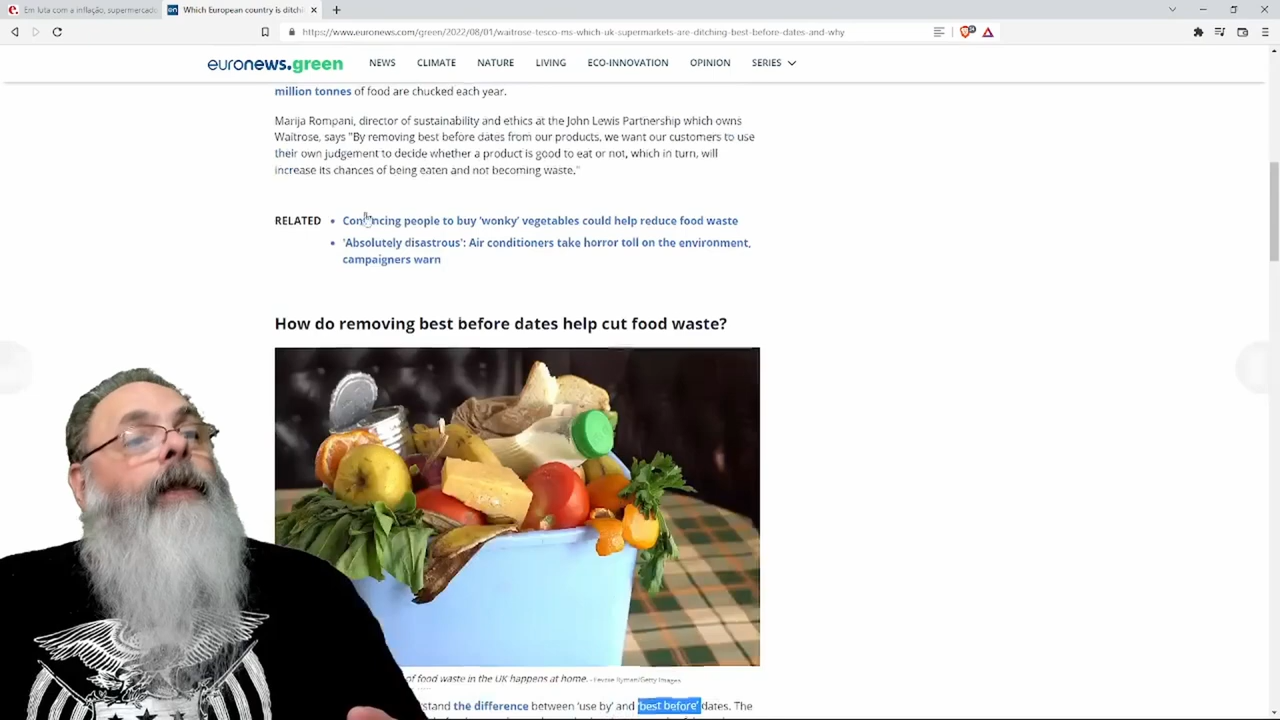 Em luta com a inflação, supermercado
Which European country is ditchi
https://www.euronews.com/green/2022/08/01/waitrose-tesco-ms-which-uk-supermarkets-are-ditching-best-before-dates-and-why
euronews.green NEWS CLIMATE NATURE LIVING ECO-INNOVATION OPINION SERIES
million tonnes of food are chucked each year.
Marija Rompani, director of sustainability and ethics at the John Lewis Partnership which owns
Waitrose, says "By removing best before dates from our products, we want our customers to use
their own judgement to decide whether a product is good to eat or not, which in turn, will
increase its chances of being eaten and not becoming waste."
RELATED • Convincing people to buy 'wonky' vegetables could help reduce food waste
• 'Absolutely disastrous': Air conditioners take horror toll on the environment,
campaigners warn
How do removing best before dates help cut food waste?
of food waste in the UK happens at home. -
/Getty Images
the difference between 'use by' and 'best before' dates. The